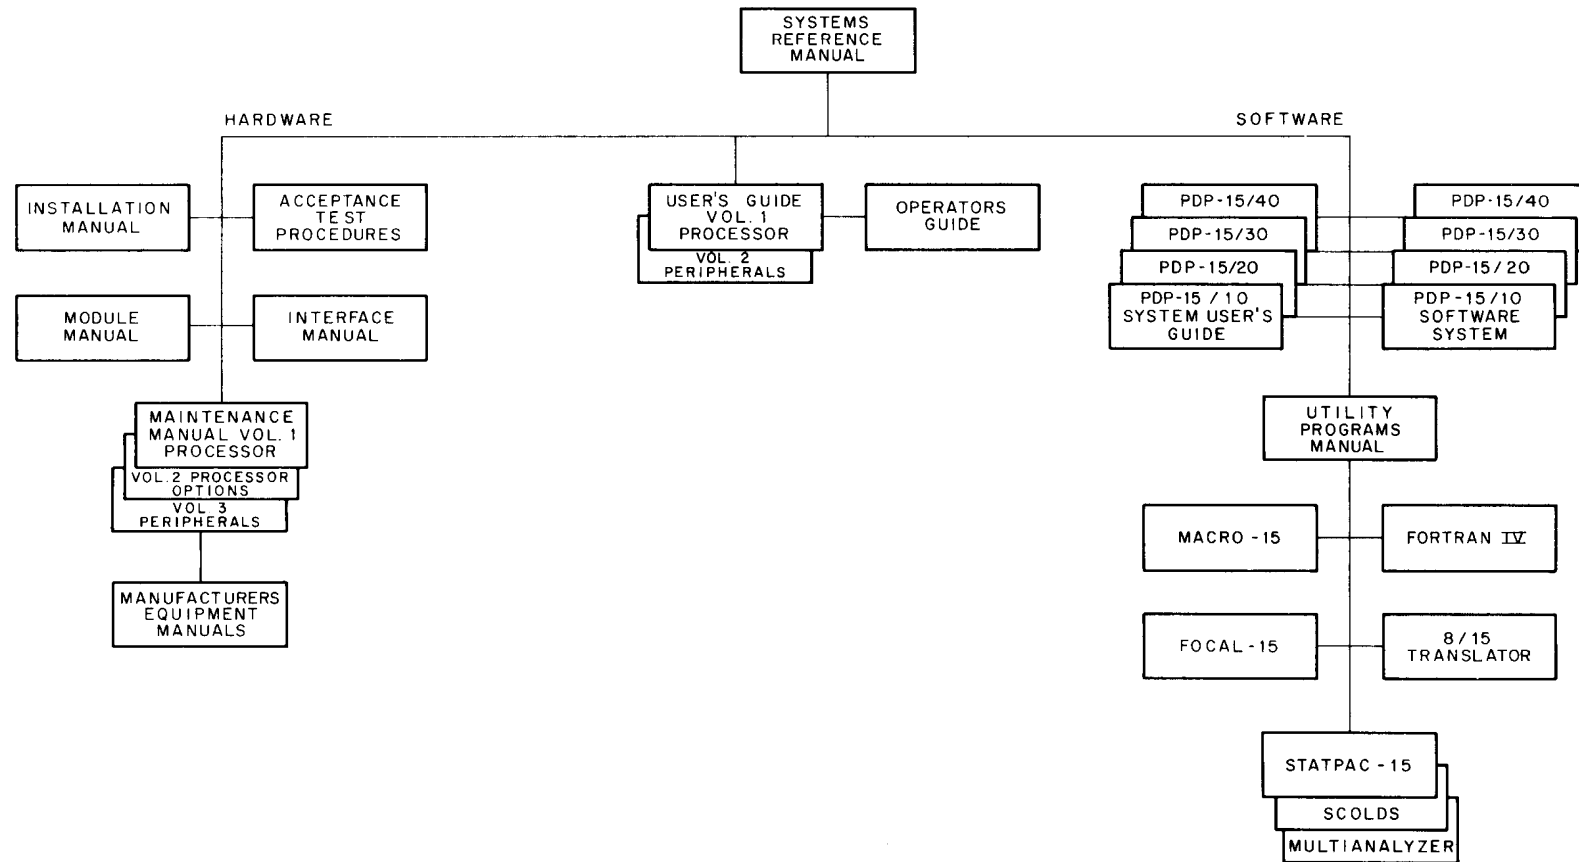 SYSTEMS
REFERENCE
MANUAL
HARDWARE
SOFTWARE
INSTALLATION
MANUAL
ACCEPTANCE
TEST
PROCEDURES
MODULE
MANUAL
INTERFACE
MANUAL
MAINTENANCE
MANUAL VOL. 1
PROCESSOR
VOL. 2 PROCESSOR
OPTIONS
VOL 3
PERIPHERALS
MANUFACTURERS
EQUIPMENT
MANUALS
USER'S GUIDE
VOL. 1
PROCESSOR
VOL. 2
PERIPHERALS
OPERATORS
GUIDE
PDP-15/40
PDP-15/30
PDP-15/20
PDP-15 / 10
SYSTEM USER'S
GUIDE
PDP-15/40
PDP-15/30
PDP-15/ 20
PDP-15/10
SOFTWARE
SYSTEM
UTILITY
PROGRAMS
MANUAL
MACRO -15
FORTRAN IV
FOCAL -15
8 / 15
TRANSLATOR
STATPAC -15
SCOLDS
MULTIANALYZER